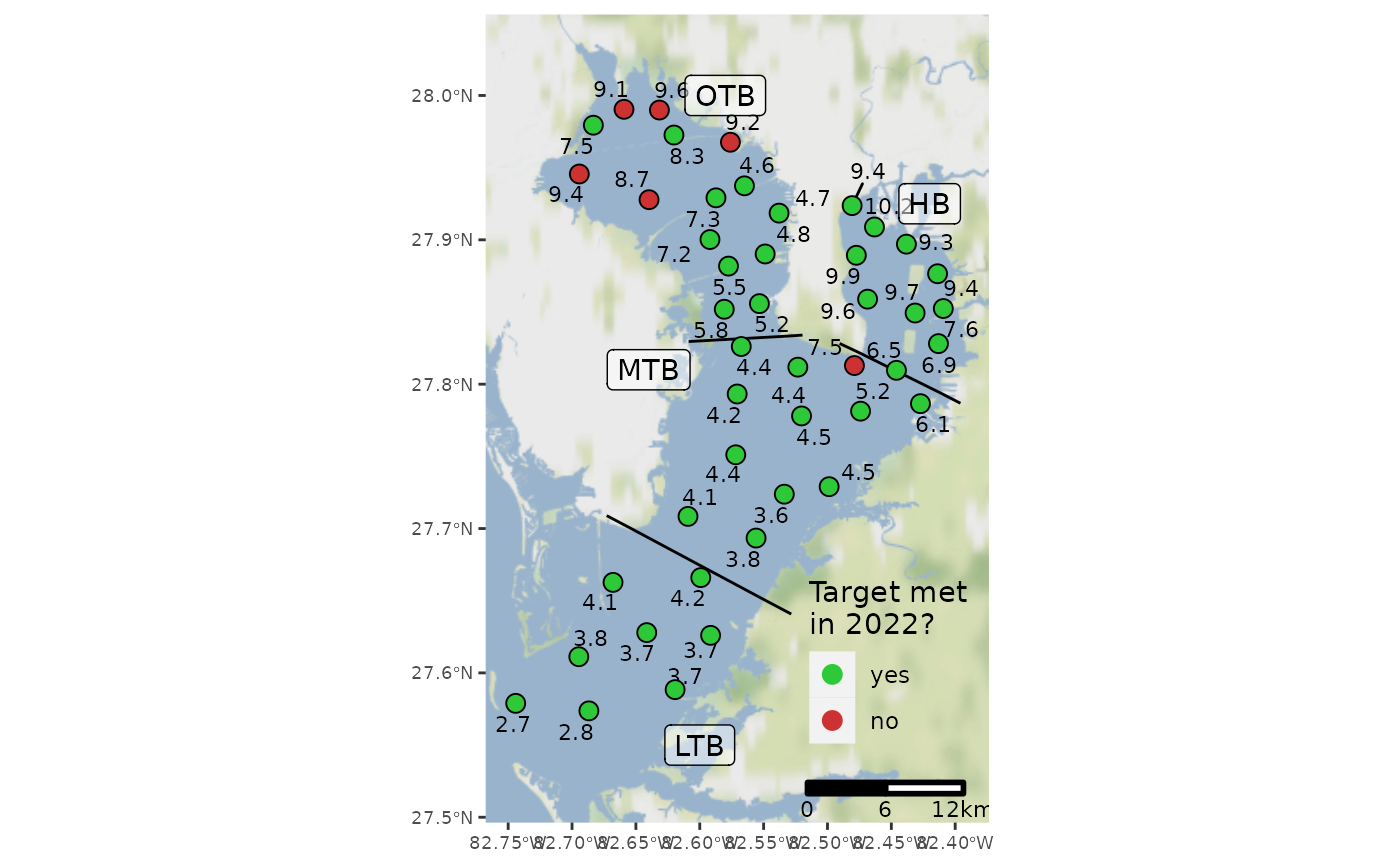 9.1
9.6
OTB
28.0°N
9.2
7.5
8.3
4.6
9.4
8.7
9.4
4.7
10.2
HB
7.3
4.8
27.9°N
9.3
7.2
9.9
5.5
9.7
9.4
9.6
5.8
5.2
7.6
7.5
6.5
MTB
4.4
6.9
27.8°N
4.2
4.4
5.2
4.5
6.1
4.4
4.5
4.1
3.6
27.7°N
3.8
4.1
4.2
Target met
in 2022?
3.8
3.7
3.7
27.6°N
3.7
yes
2.7
2.8
no
LTB
0 6 12km
27.5°N
82.75°W 82.70°W 82.65°W 82.60°W 82.55°W 82.50°W 82.45°W 82.40°W